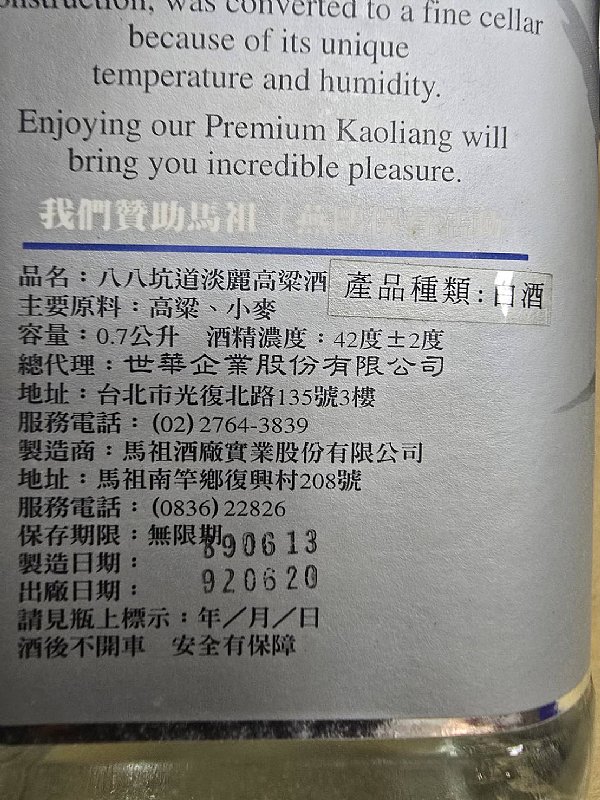 onstruction, was converted to a fine cellar
because of its unique
temperature and humidity.
Enjoying our Premium Kaoliang will
bring you incredible pleasure.
我們贊助馬祖
品名：八八坑道淡麗高粱酒
產品種類：白酒
主要原料：高粱、小麥
容量：0.7公升 酒精濃度：42度±2度
總代理：世華企業股份有限公司
地址：台北市光復北路135號3樓
服務電話：(02)2764-3839
製造商：馬祖酒廠實業股份有限公司
地址：馬祖南竿鄉復興村208號
服務電話：(0836)22826
保存期限：無限期
製造日期：890613
出廠日期：920620
請見瓶上標示：年／月／日
酒後不開車 安全有保障